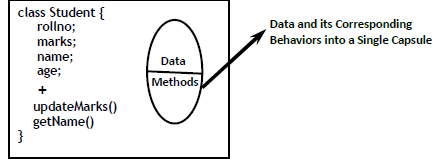 class Student {
rollno;
marks;
name;
age;
+
updateMarks()
getName()
}
Data
Methods
Data and its Corresponding
Behaviors into a Single Capsule